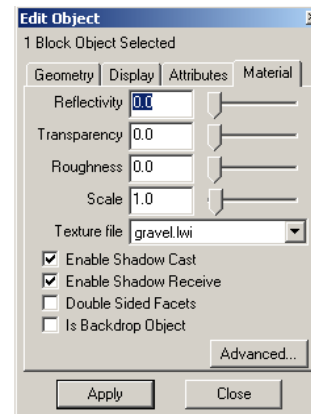 Edit Object
1 Block Object Selected
Geometry Display Attributes Material
Reflectivity 0.0
Transparency 0.0
Roughness 0.0
Scale 1.0
Texture file gravel.lwi
Enable Shadow Cast
Enable Shadow Receive
Double Sided Facets
Is Backdrop Object
Advanced...
Apply Close